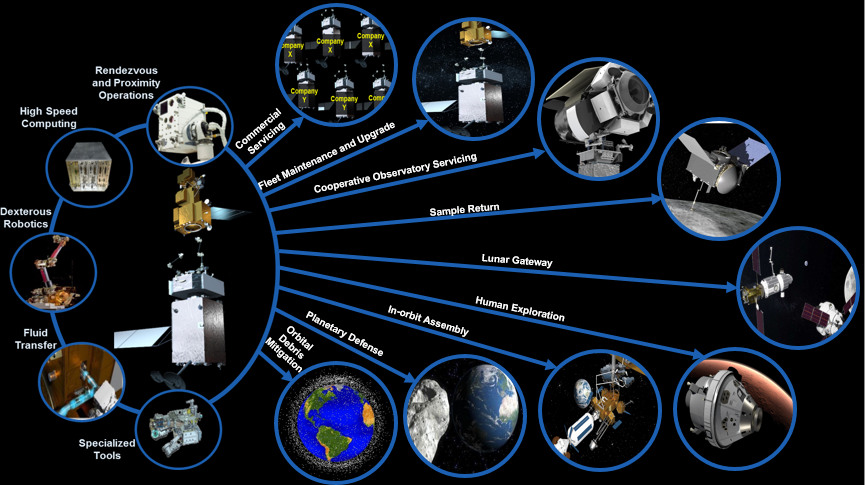 Rendezvous
and Proximity
Operations
High Speed
Computing
Dexterous
Robotics
Fluid
Transfer
Specialized
Tools
Company
X
Company
X
Company
X
Company
Y
Company
Y
Com
Commercial
Servicing
Fleet Maintenance and Upgrade
Cooperative Observatory Servicing
Sample Return
Lunar Gateway
Human Exploration
In-orbit Assembly
Planetary Defense
Orbital
Debris
Mitigation